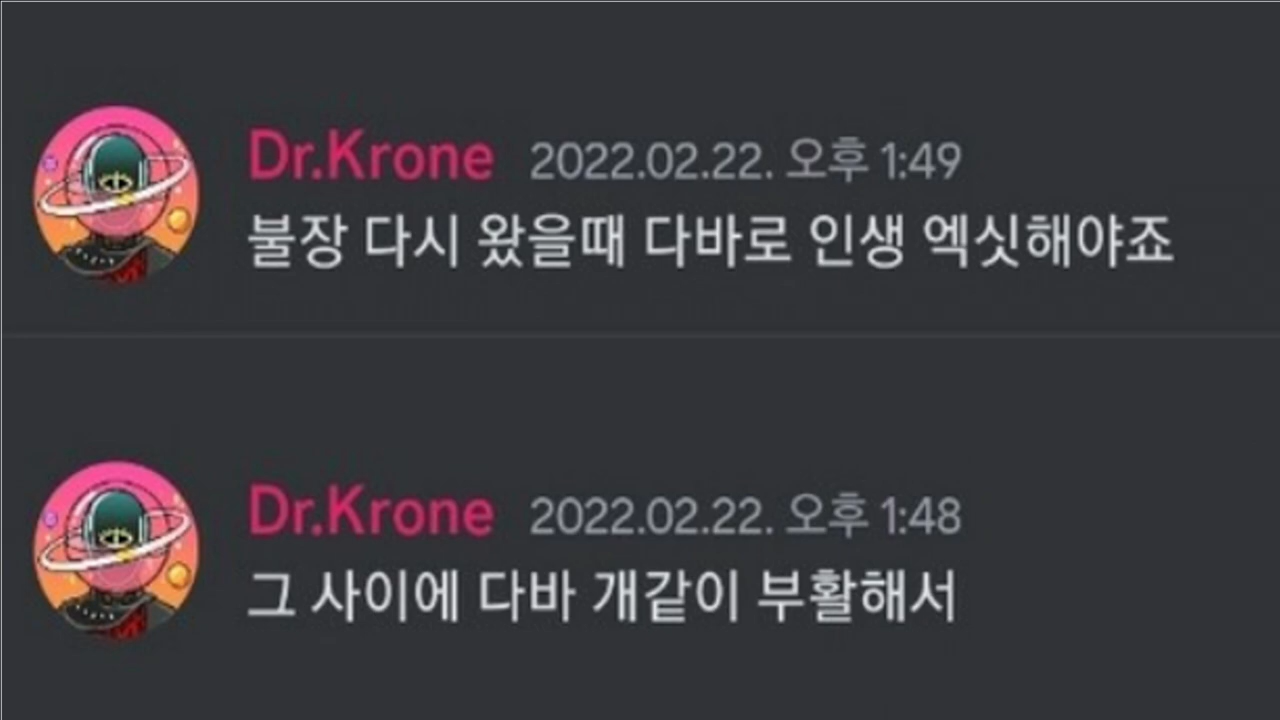 Dr.Krone 2022.02.22. 오후 1:49
불장 다시 왔을때 다바로 인생 엑싯해야죠
Dr.Krone 2022.02.22. 오후 1:48
그 사이에 다바 개같이 부활해서